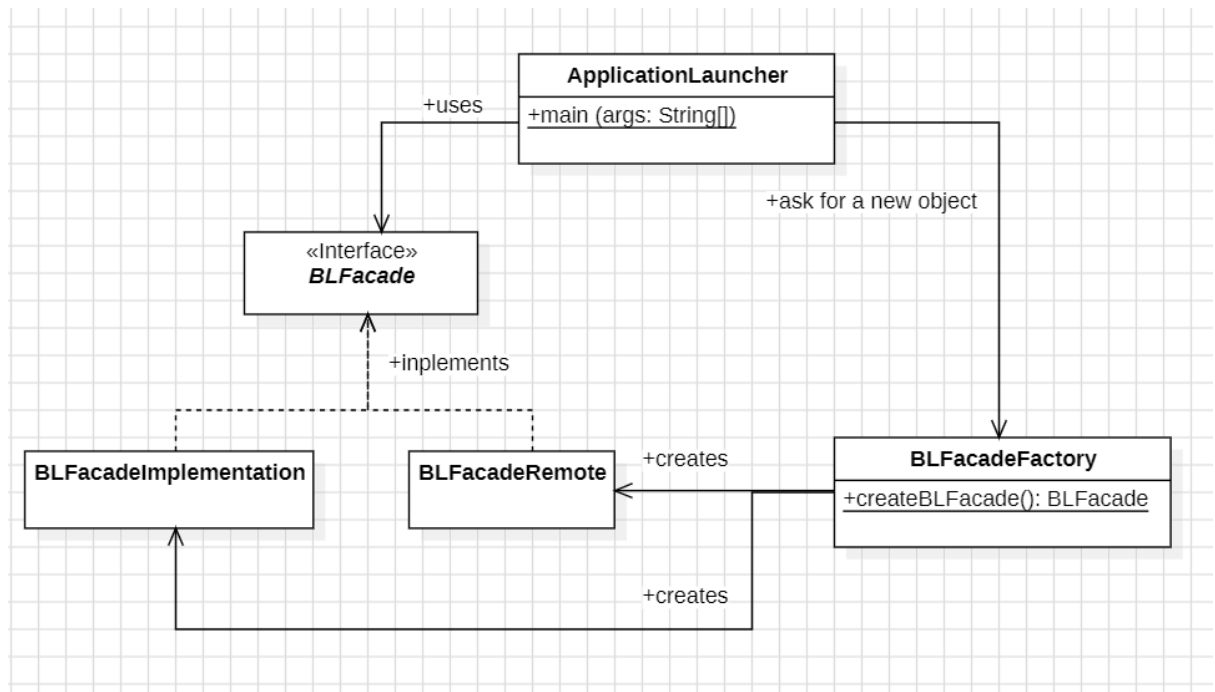 ApplicationLauncher
+main (args: String[])
+uses
+ask for a new object
«Interface»
BLFacade
+inplements
BLFacadeImplementation
BLFacadeRemote
+creates
BLFacadeFactory
+createBLFacade(): BLFacade
+creates